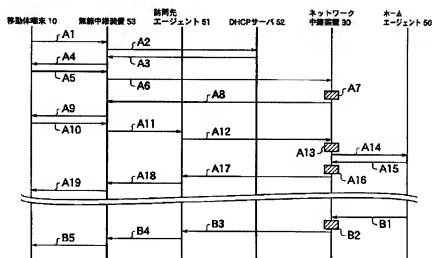 移動体端末 10
無線中継装置 53
訪問先
エージェント 51
DHCPサーバ 52
ネットワーク
中継装置 30
ホーム
エージェント 50
A1
A2
A4
A3
A5
A6
A7
A8
A9
A10
A11
A12
A13
A14
A15
A16
A17
A18
A19
B1
B2
B3
B4
B5